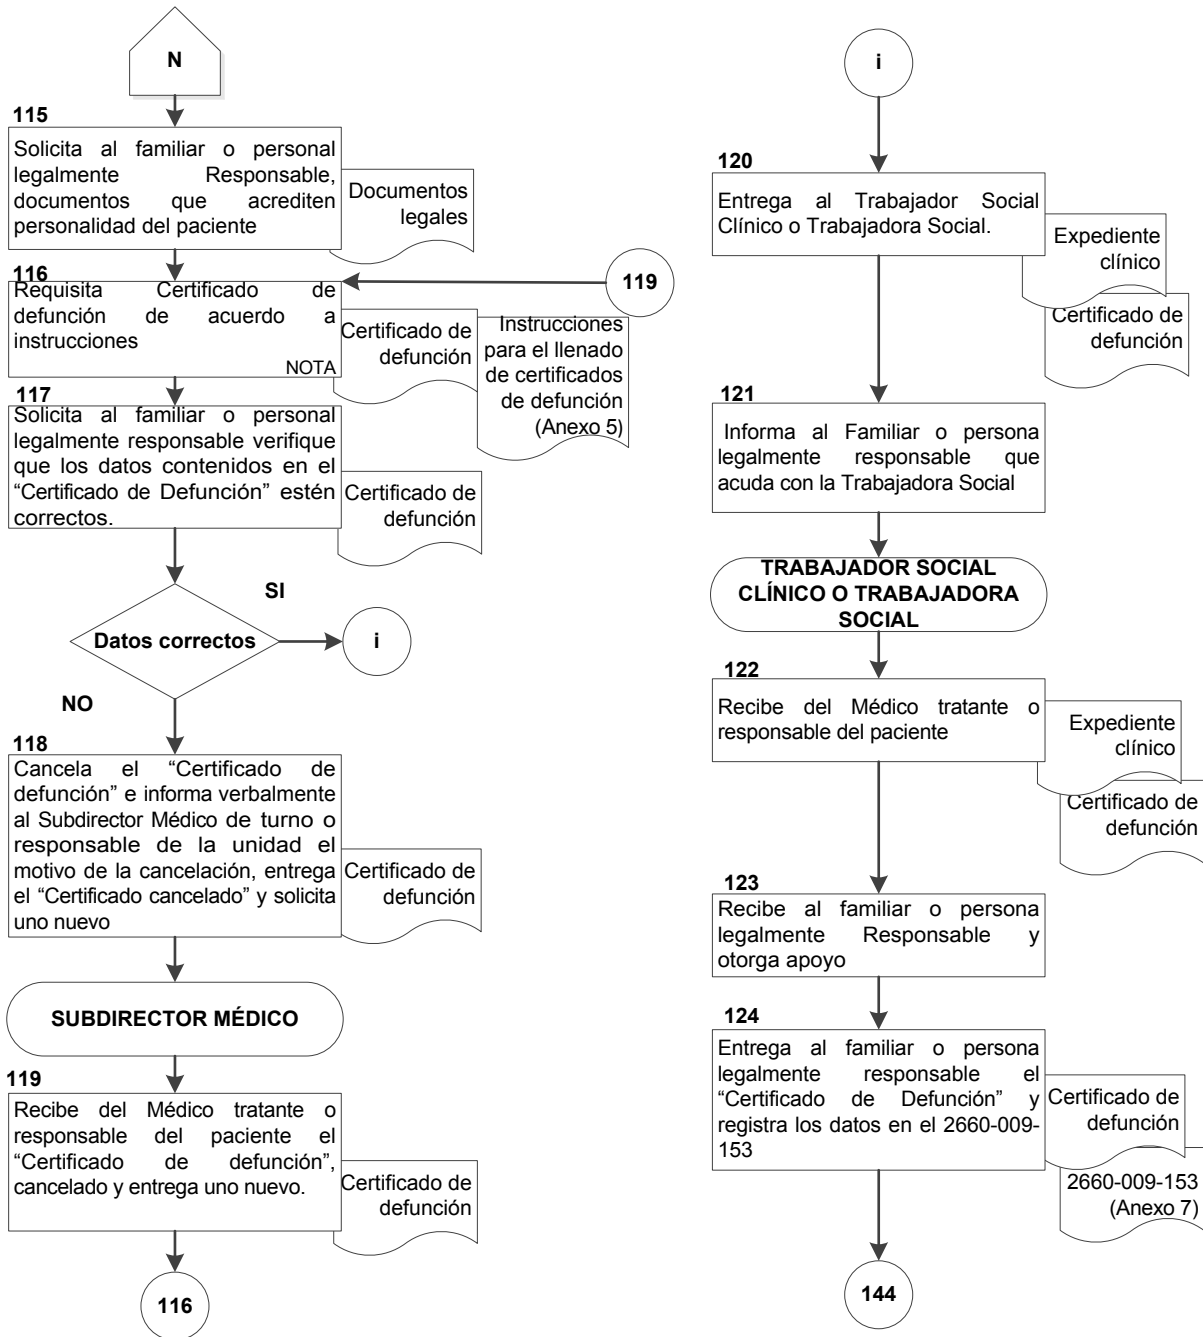 N
115
Solicita al familiar o personal
legalmente Responsable,
documentos que acrediten
personalidad del paciente
Documentos
legales
116
Requisita Certificado de
defunción de acuerdo a
instrucciones
NOTA
Certificado de
defunción
Instrucciones
para el llenado
de certificados
de defunción
(Anexo 5)
119
117
Solicita al familiar o personal
legalmente responsable verifique
que los datos contenidos en el
“Certificado de Defunción” estén
correctos.
Certificado de
defunción
Datos correctos
SI
i
NO
118
Cancela el “Certificado de
defunción” e informa verbalmente
al Subdirector Médico de turno o
responsable de la unidad el
motivo de la cancelación, entrega
el “Certificado cancelado” y solicita
uno nuevo
Certificado de
defunción
SUBDIRECTOR MÉDICO
119
Recibe del Médico tratante o
responsable del paciente el
“Certificado de defunción”,
cancelado y entrega uno nuevo.
Certificado de
defunción
116
i
120
Entrega al Trabajador Social
Clínico o Trabajadora Social.
Expediente
clínico
Certificado de
defunción
121
Informa al Familiar o persona
legalmente responsable que
acuda con la Trabajadora Social
TRABAJADOR SOCIAL
CLÍNICO O TRABAJADORA
SOCIAL
122
Recibe del Médico tratante o
responsable del paciente
Expediente
clínico
Certificado de
defunción
123
Recibe al familiar o persona
legalmente Responsable y
otorga apoyo
124
Entrega al familiar o persona
legalmente responsable el
“Certificado de Defunción” y
registra los datos en el 2660-009-
153
Certificado de
defunción
2660-009-153
(Anexo 7)
144